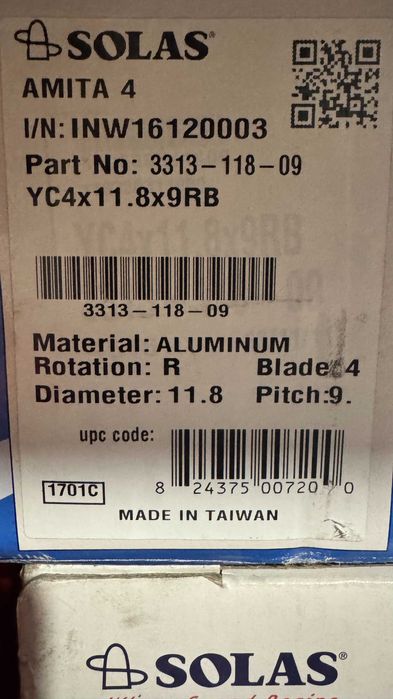 SOLAS®
AMITA 4
I/N: INW16120003
Part No: 3313-118-09
YC4x11.8x9RB
3313-118-09
Material: ALUMINUM
Rotation: R Blade: 4
Diameter: 11.8 Pitch: 9.
upc code:
8 24375 00720 0
1701C
MADE IN TAIWAN
SOLAS®